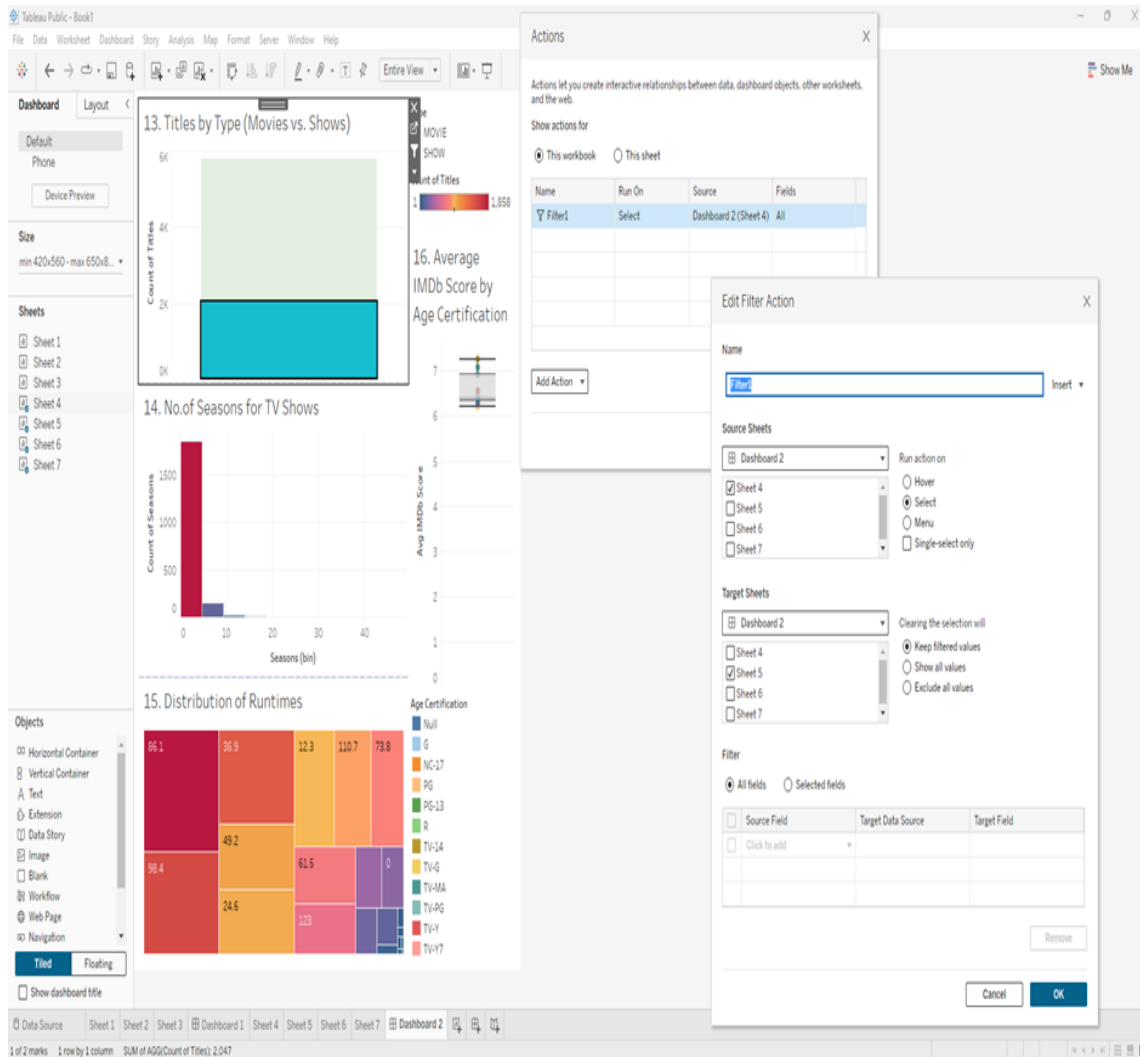 Tableau Public - Book1
File Data Worksheet Dashboard Story Analysis Map Format Server Window Help
Entire View
Show Me
Dashboard Layout
Default
Phone
Device Preview
Size
min 420x560 - max 650x8...
Sheets
Sheet 1
Sheet 2
Sheet 3
Sheet 4
Sheet 5
Sheet 6
Sheet 7
Objects
Horizontal Container
Vertical Container
A Text
Extension
Data Story
Image
Blank
Workflow
Web Page
Navigation
Tiled Floating
Show dashboard title
13. Titles by Type (Movies vs. Shows)
6K
4K
2K
0K
Count of Titles
MOVIE
SHOW
Count of Titles
1 1,858
14. No.of Seasons for TV Shows
1500
1000
500
0
Count of Seasons
0 10 20 30 40
Seasons (bin)
16. Average
IMDb Score by
Age Certification
7
6
5
4
3
2
1
0
Avg IMDb Score
15. Distribution of Runtimes
86.1 36.9 12.3 110.7 73.8
49.2
98.4 61.5 0
24.6 123
Age Certification
Null
G
NC-17
PG
PG-13
R
TV-14
TV-G
TV-MA
TV-PG
TV-Y
TV-Y7
Actions X
Actions let you create interactive relationships between data, dashboard objects, other worksheets,
and the web.
Show actions for
This workbook This sheet
Name Run On Source Fields
Filter1 Select Dashboard 2 (Sheet 4) All
Add Action
Edit Filter Action X
Name
Filter1 Insert
Source Sheets
Dashboard 2 Run action on
Sheet 4 Hover
Sheet 5 Select
Sheet 6 Menu
Sheet 7 Single-select only
Target Sheets
Dashboard 2 Clearing the selection will
Sheet 4 Keep filtered values
Sheet 5 Show all values
Sheet 6 Exclude all values
Sheet 7
Filter
All fields Selected fields
Source Field Target Data Source Target Field
Click to add
Remove
Cancel OK
Data Source Sheet 1 Sheet 2 Sheet 3 Dashboard 1 Sheet 4 Sheet 5 Sheet 6 Sheet 7 Dashboard 2
1 of 2 marks 1 row by 1 column SUM of AGG(Count of Titles): 2,047